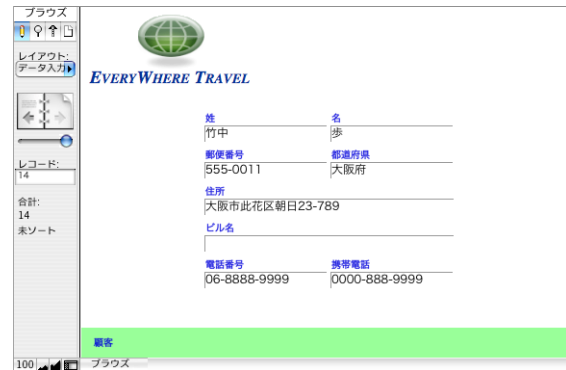 ブラウズ
レイアウト:
データ入力
レコード:
14
合計:
14
未ソート
EVERYWHERE TRAVEL
姓 名
竹中 歩
郵便番号 都道府県
555-0011 大阪府
住所
大阪市此花区朝日23-789
ビル名
電話番号 携帯電話
06-8888-9999 0000-888-9999
顧客
100 ブラウズ